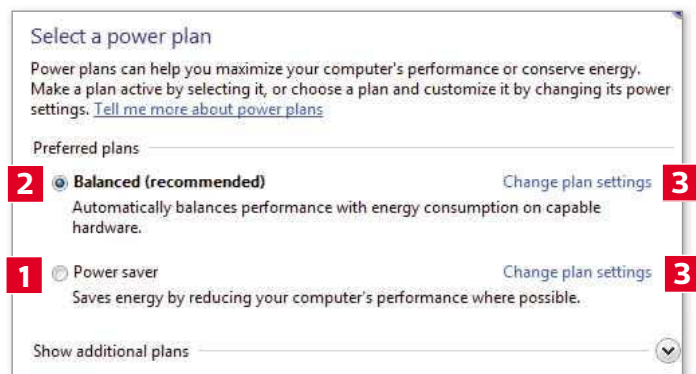 Select a power plan
Power plans can help you maximize your computer's performance or conserve energy.
Make a plan active by selecting it, or choose a plan and customize it by changing its power
settings. Tell me more about power plans
Preferred plans
2 Balanced (recommended) Change plan settings 3
Automatically balances performance with energy consumption on capable
hardware.
1 Power saver Change plan settings 3
Saves energy by reducing your computer's performance where possible.
Show additional plans